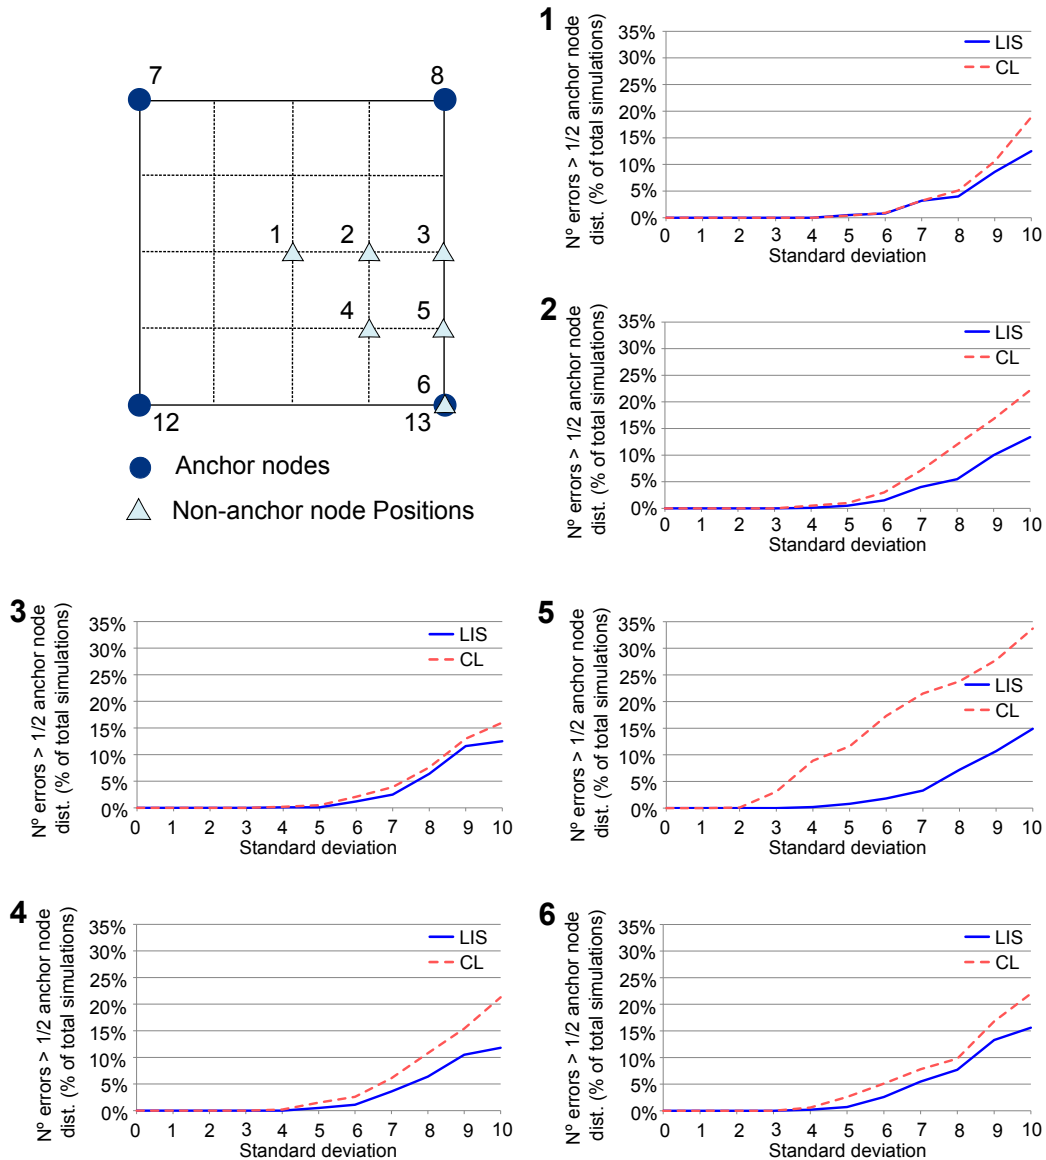 7
8
1
2
3
4
5
6
12
13
Anchor nodes
Non-anchor node Positions
1
Nº errors > 1/2 anchor node
dist. (% of total simulations)
35%
30%
25%
20%
15%
10%
5%
0%
LIS
CL
0 1 2 3 4 5 6 7 8 9 10
Standard deviation
2
Nº errors > 1/2 anchor node
dist. (% of total simulations)
35%
30%
25%
20%
15%
10%
5%
0%
LIS
CL
0 1 2 3 4 5 6 7 8 9 10
Standard deviation
3
Nº errors > 1/2 anchor node
dist. (% of total simulations)
35%
30%
25%
20%
15%
10%
5%
0%
LIS
CL
0 1 2 3 4 5 6 7 8 9 10
Standard deviation
5
Nº errors > 1/2 anchor node
dist. (% of total simulations)
35%
30%
25%
20%
15%
10%
5%
0%
LIS
CL
0 1 2 3 4 5 6 7 8 9 10
Standard deviation
4
Nº errors > 1/2 anchor node
dist. (% of total simulations)
35%
30%
25%
20%
15%
10%
5%
0%
LIS
CL
0 1 2 3 4 5 6 7 8 9 10
Standard deviation
6
Nº errors > 1/2 anchor node
dist. (% of total simulations)
35%
30%
25%
20%
15%
10%
5%
0%
LIS
CL
0 1 2 3 4 5 6 7 8 9 10
Standard deviation